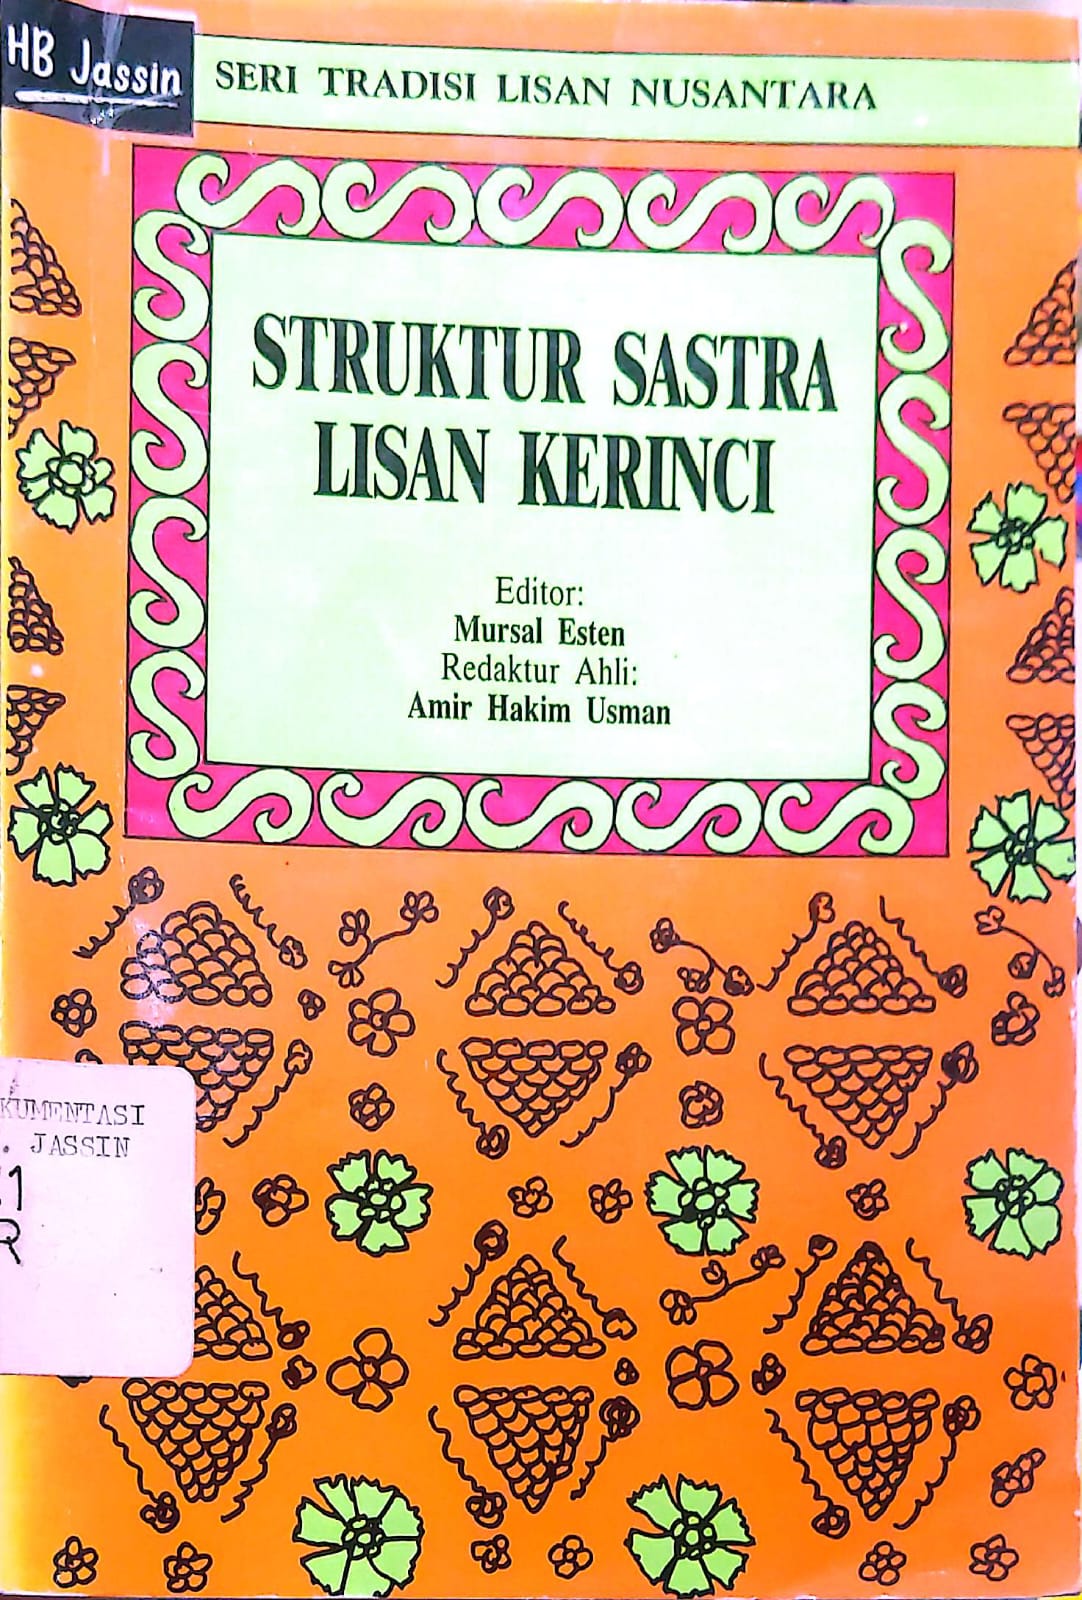 HB Jassin
SERI TRADISI LISAN NUSANTARA
STRUKTUR SASTRA
LISAN KERINCI
Editor:
Mursal Esten
Redaktur Ahli:
Amir Hakim Usman
KUMENTASI
. JASSIN